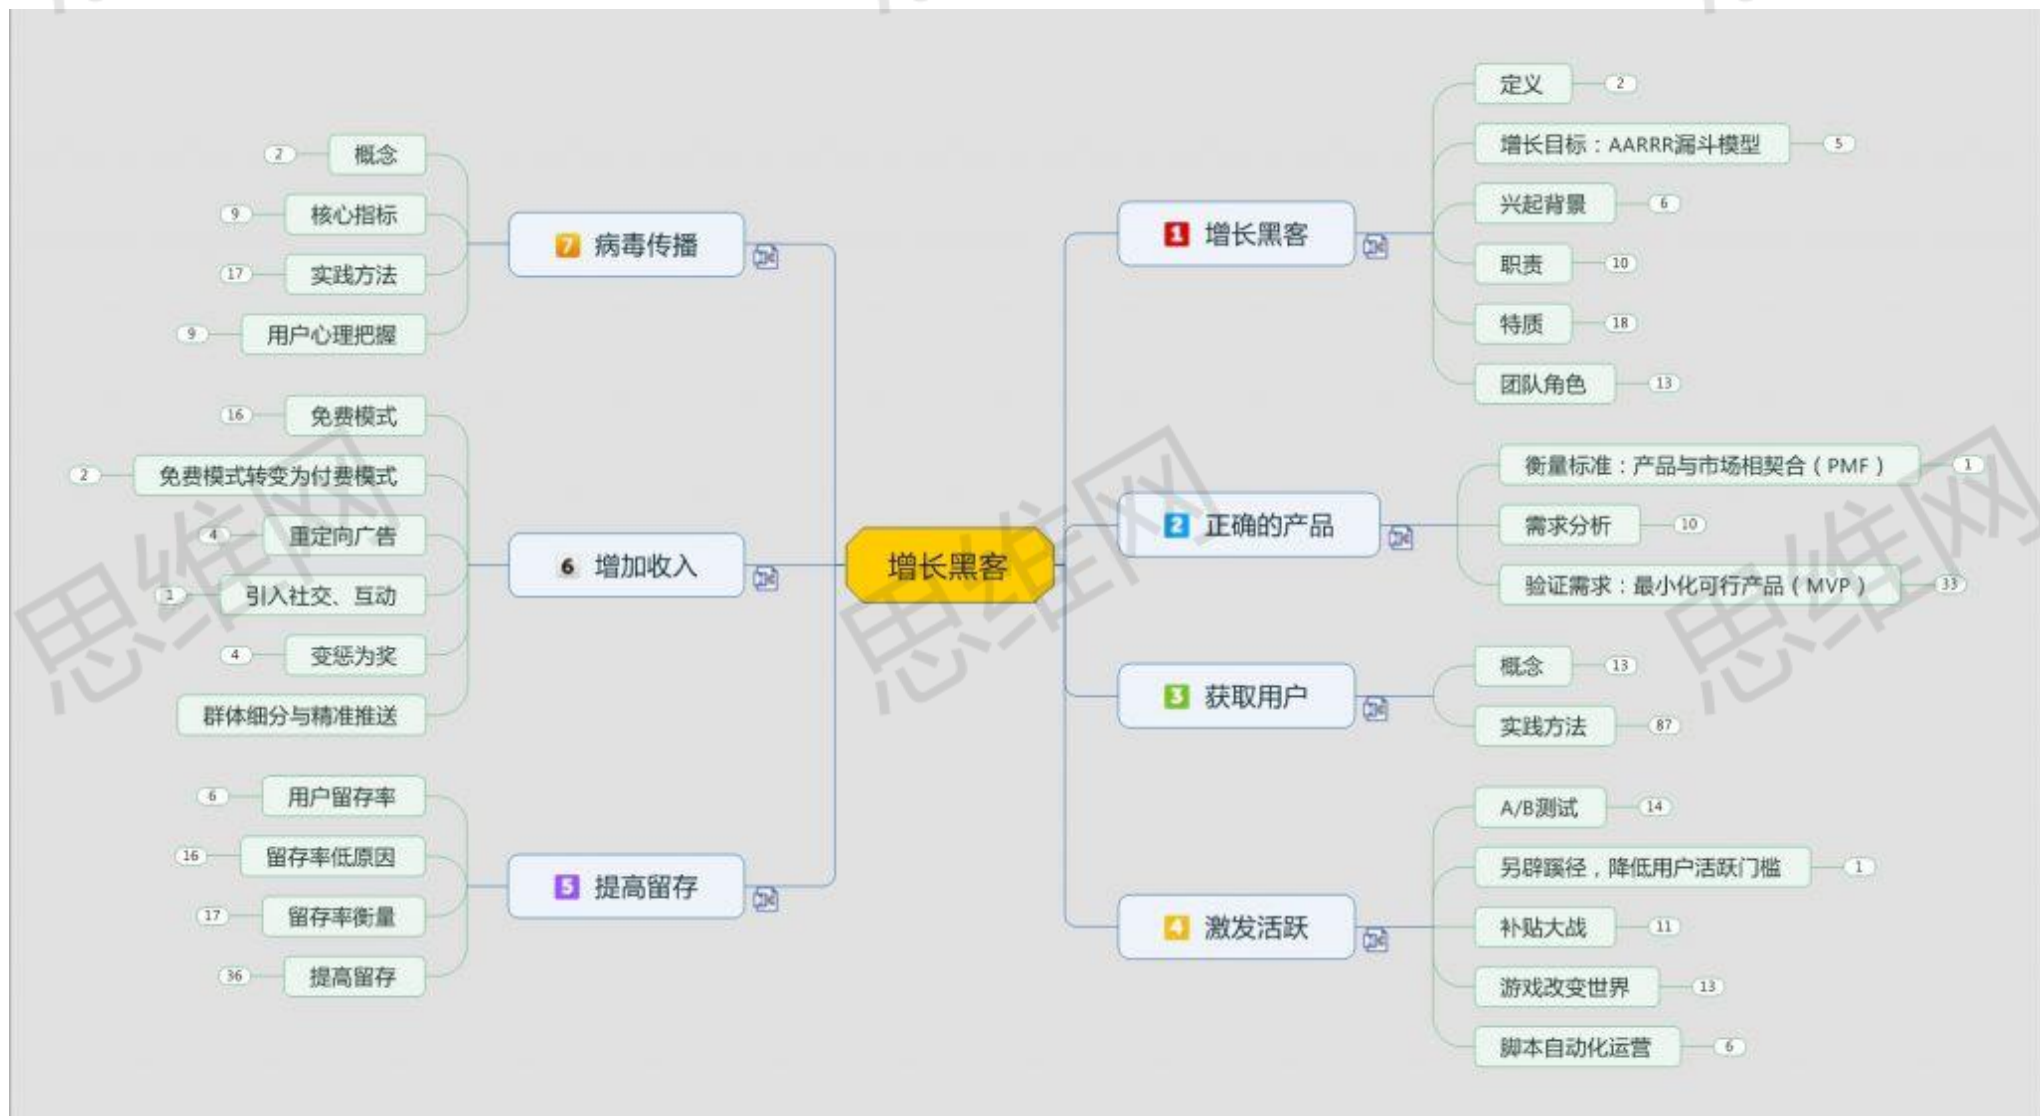 增长黑客
1 增长黑客
定义 2
增长目标：AARRR漏斗模型 5
兴起背景 6
职责 10
特质 18
团队角色 13
2 正确的产品
衡量标准：产品与市场相契合（PMF） 1
需求分析 10
验证需求：最小化可行产品（MVP） 33
3 获取用户
概念 13
实践方法 87
4 激发活跃
A/B测试 14
另辟蹊径，降低用户活跃门槛 1
补贴大战 11
游戏改变世界 13
脚本自动化运营 6
5 提高留存
6 用户留存率
16 留存率低原因
17 留存率衡量
36 提高留存
6 增加收入
16 免费模式
2 免费模式转变为付费模式
4 重定向广告
1 引入社交、互动
4 变惩为奖
群体细分与精准推送
7 病毒传播
2 概念
9 核心指标
17 实践方法
9 用户心理把握
思维网
思维网
思维网